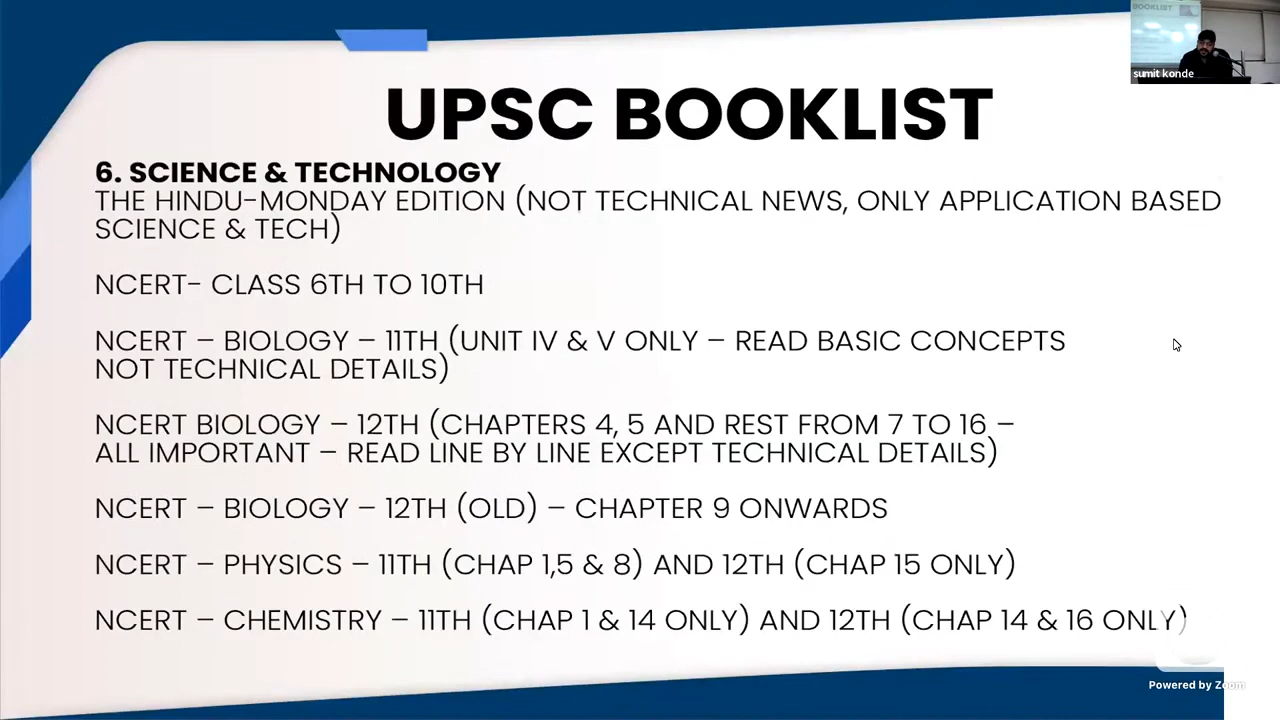 BOOKLIST
sumit konde
UPSC BOOKLIST
6. SCIENCE & TECHNOLOGY
THE HINDU-MONDAY EDITION (NOT TECHNICAL NEWS, ONLY APPLICATION BASED
SCIENCE & TECH)
NCERT- CLASS 6TH TO 10TH
NCERT – BIOLOGY – 11TH (UNIT IV & V ONLY – READ BASIC CONCEPTS
NOT TECHNICAL DETAILS)
NCERT BIOLOGY – 12TH (CHAPTERS 4, 5 AND REST FROM 7 TO 16 –
ALL IMPORTANT – READ LINE BY LINE EXCEPT TECHNICAL DETAILS)
NCERT – BIOLOGY – 12TH (OLD) – CHAPTER 9 ONWARDS
NCERT – PHYSICS – 11TH (CHAP 1,5 & 8) AND 12TH (CHAP 15 ONLY)
NCERT – CHEMISTRY – 11TH (CHAP 1 & 14 ONLY) AND 12TH (CHAP 14 & 16 ONLY)
Powered by Zoom